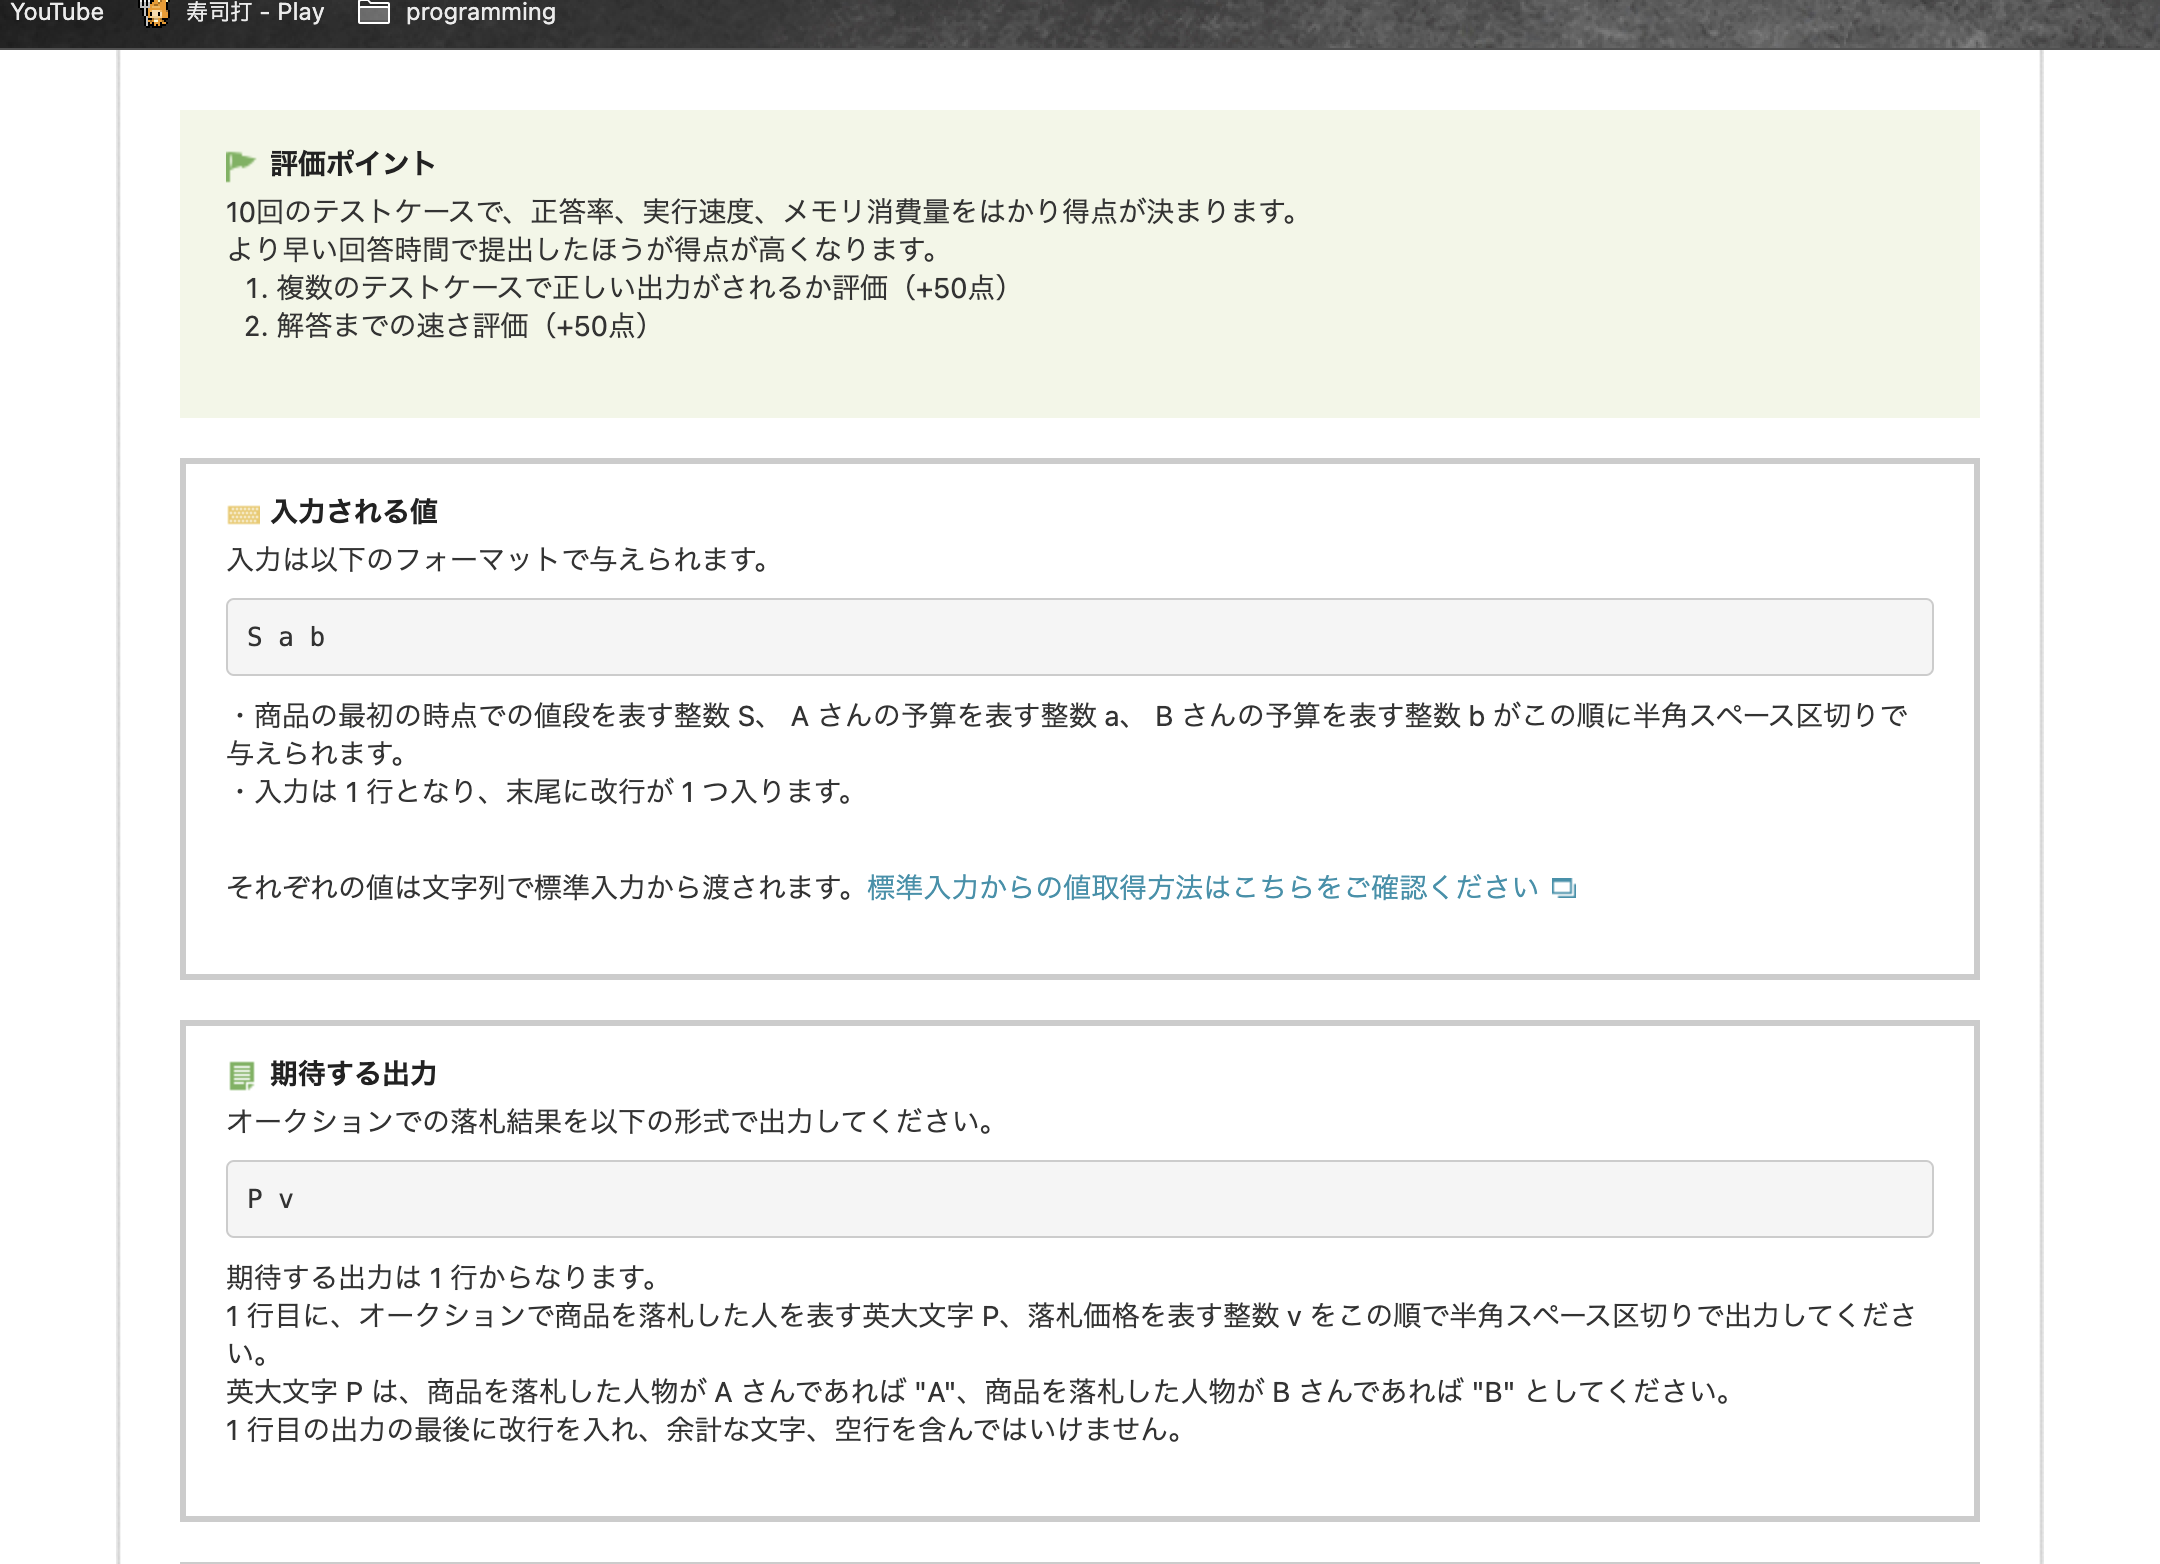 YouTube 寿司打 - Play programming
評価ポイント
10回のテストケースで、正答率、実行速度、メモリ消費量をはかり得点が決まります。
より早い回答時間で提出したほうが得点が高くなります。
1. 複数のテストケースで正しい出力がされるか評価（+50点）
2. 解答までの速さ評価（+50点）
入力される値
入力は以下のフォーマットで与えられます。
S a b
・商品の最初の時点での値段を表す整数 S、 A さんの予算を表す整数 a、 B さんの予算を表す整数 b がこの順に半角スペース区切りで
与えられます。
・入力は 1 行となり、末尾に改行が 1 つ入ります。
それぞれの値は文字列で標準入力から渡されます。標準入力からの値取得方法はこちらをご確認ください
期待する出力
オークションでの落札結果を以下の形式で出力してください。
P v
期待する出力は 1 行からなります。
1 行目に、オークションで商品を落札した人を表す英大文字 P、落札価格を表す整数 v をこの順で半角スペース区切りで出力してくださ
い。
英大文字 P は、商品を落札した人物が A さんであれば "A"、商品を落札した人物が B さんであれば "B" としてください。
1 行目の出力の最後に改行を入れ、余計な文字、空行を含んではいけません。